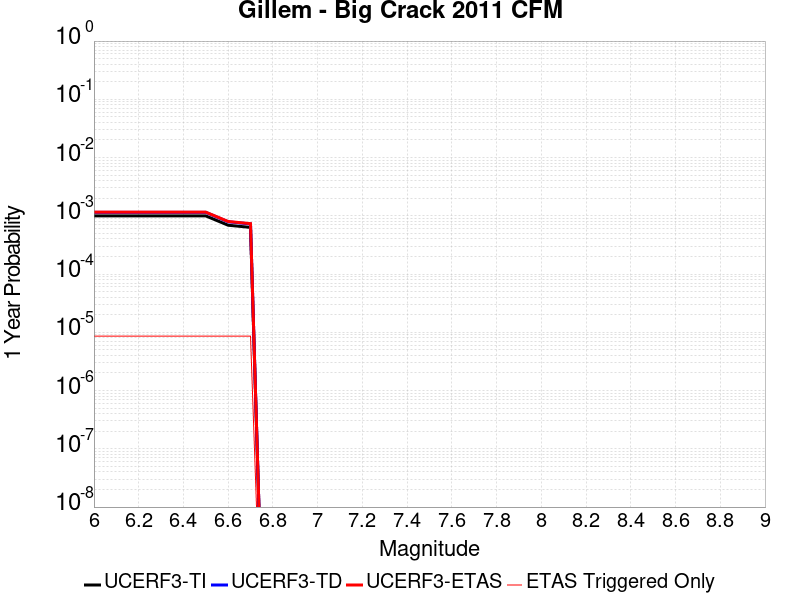 Gillem - Big Crack 2011 CFM
10^0
10^-1
10^-2
10^-3
10^-4
10^-5
10^-6
10^-7
10^-8
1 Year Probability
6 6.2 6.4 6.6 6.8 7 7.2 7.4 7.6 7.8 8 8.2 8.4 8.6 8.8 9
Magnitude
UCERF3-TI UCERF3-TD UCERF3-ETAS ETAS Triggered Only